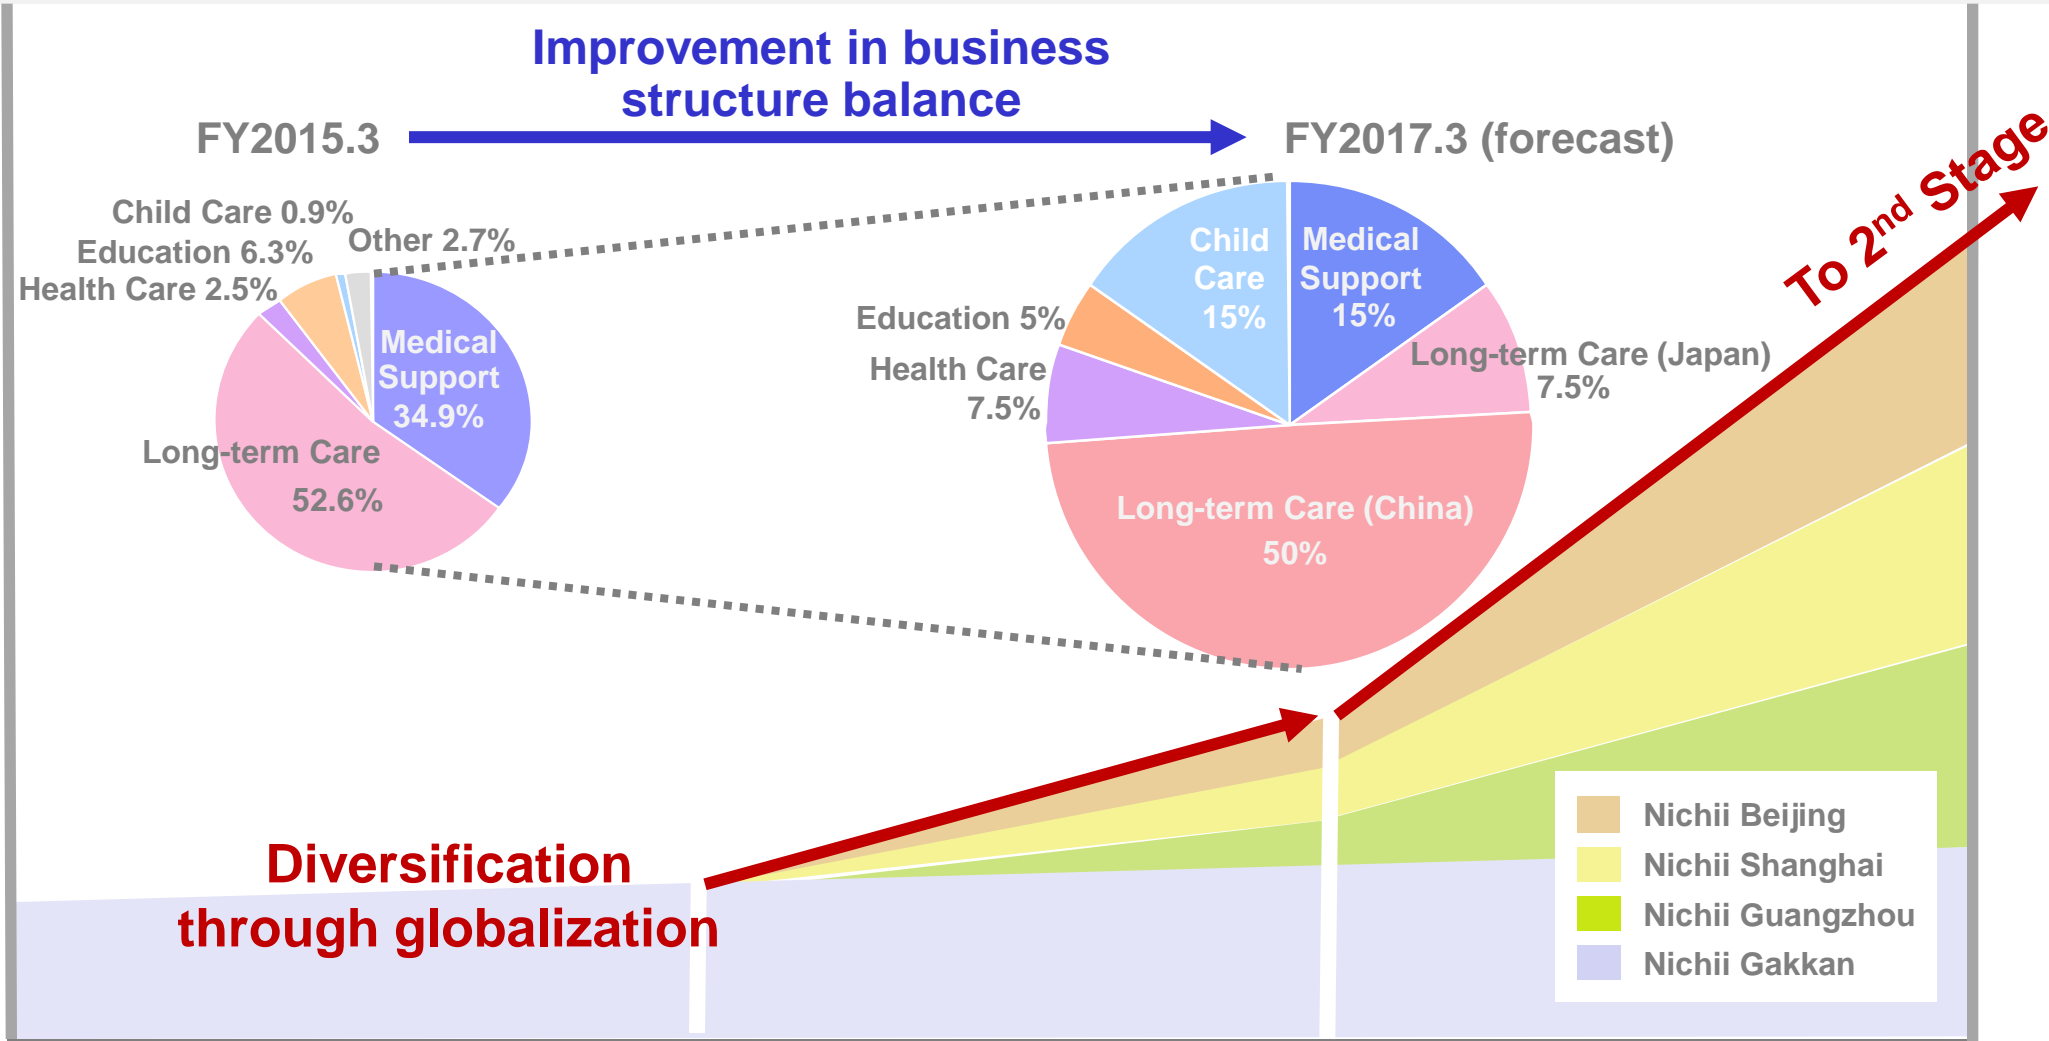 Improvement in business
structure balance
FY2015.3
FY2017.3 (forecast)
To 2nd Stage
Child Care 0.9%
Education 6.3%
Other 2.7%
Health Care 2.5%
Medical
Support
34.9%
Long-term Care
52.6%
Child
Care
15%
Medical
Support
15%
Education 5%
Health Care
7.5%
Long-term Care (Japan)
7.5%
Long-term Care (China)
50%
Diversification
through globalization
Nichii Beijing
Nichii Shanghai
Nichii Guangzhou
Nichii Gakkan